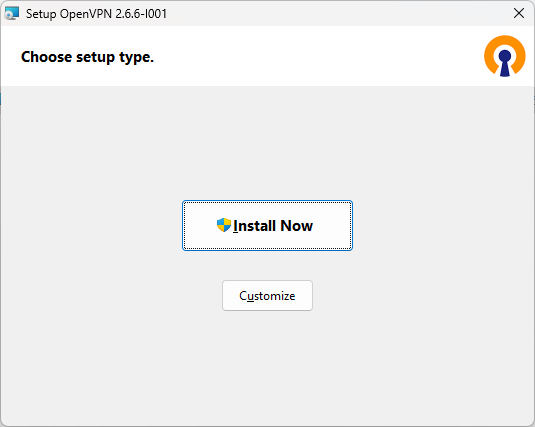 Setup OpenVPN 2.6.6-I001
Choose setup type.
Install Now
Customize